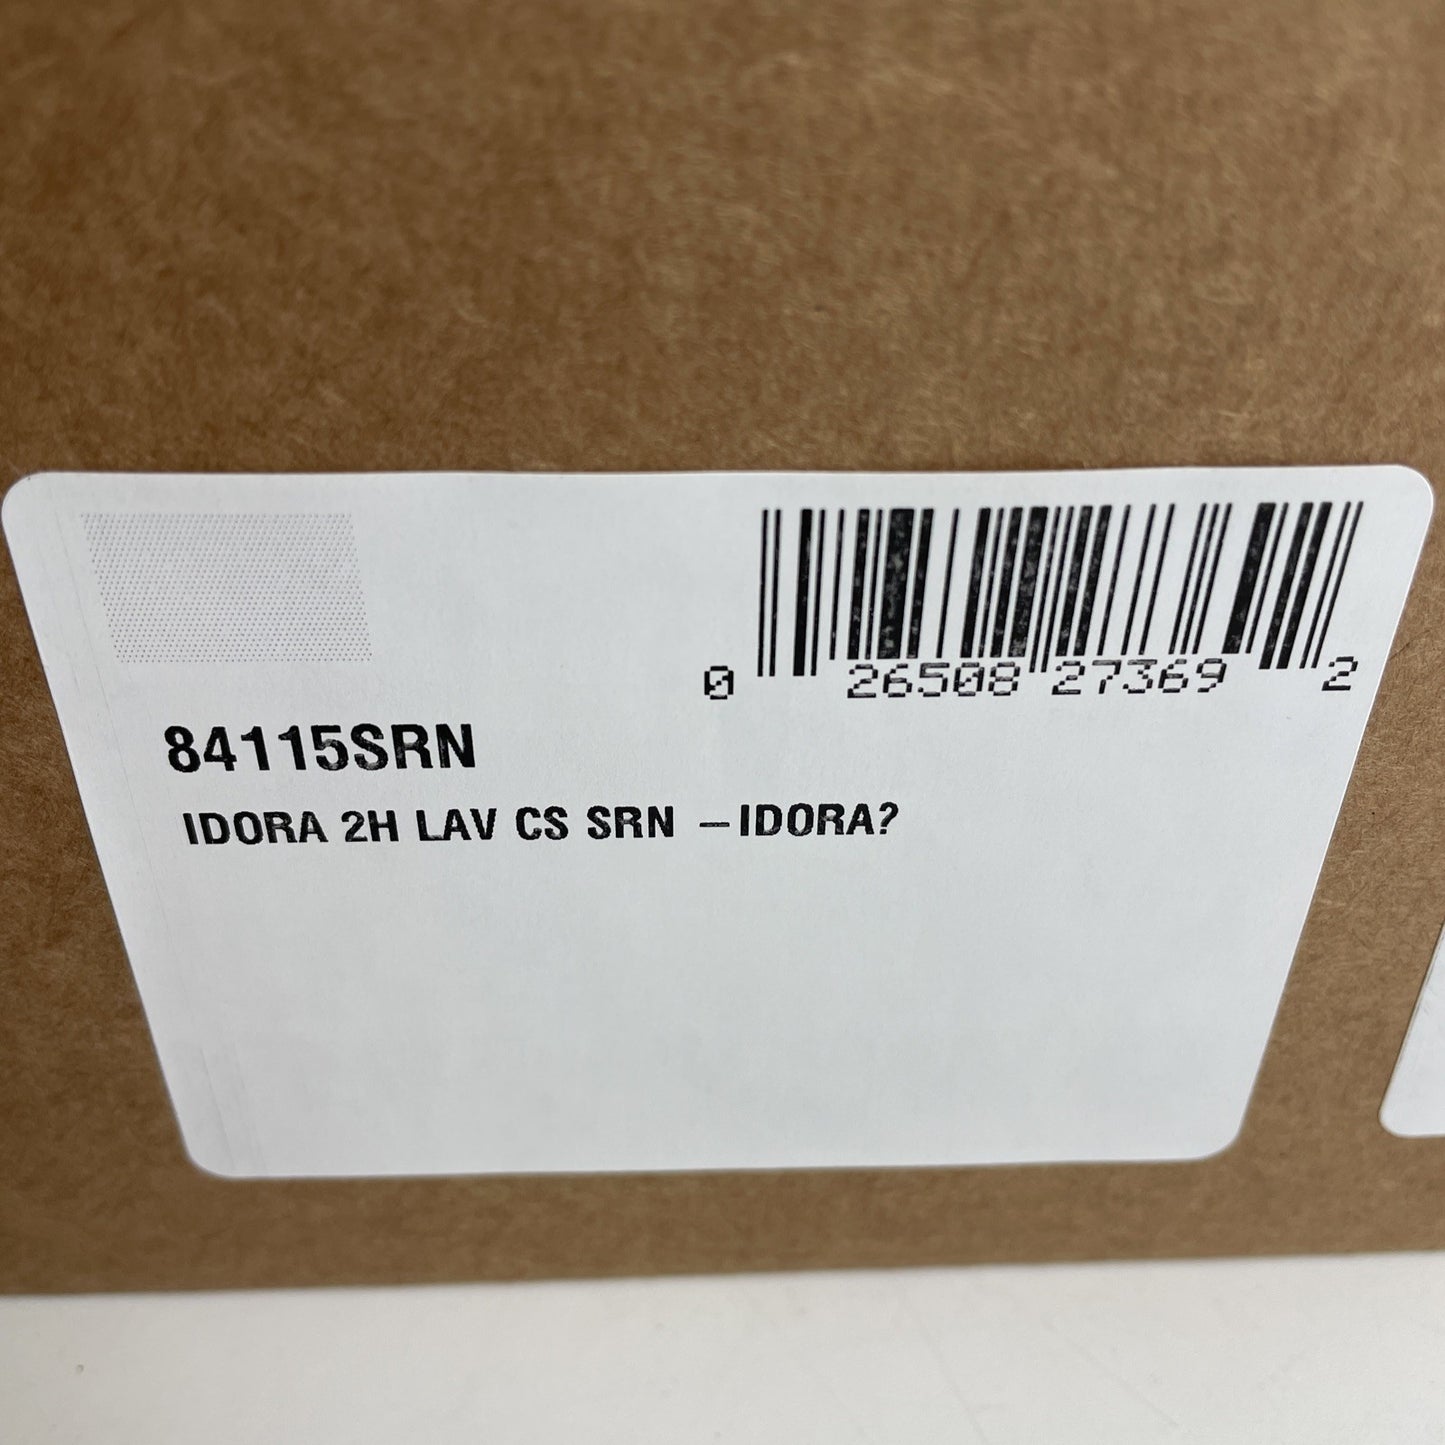 0 26508 27369 2
84115SRN
IDORA 2H LAV CS SRN –IDORA?